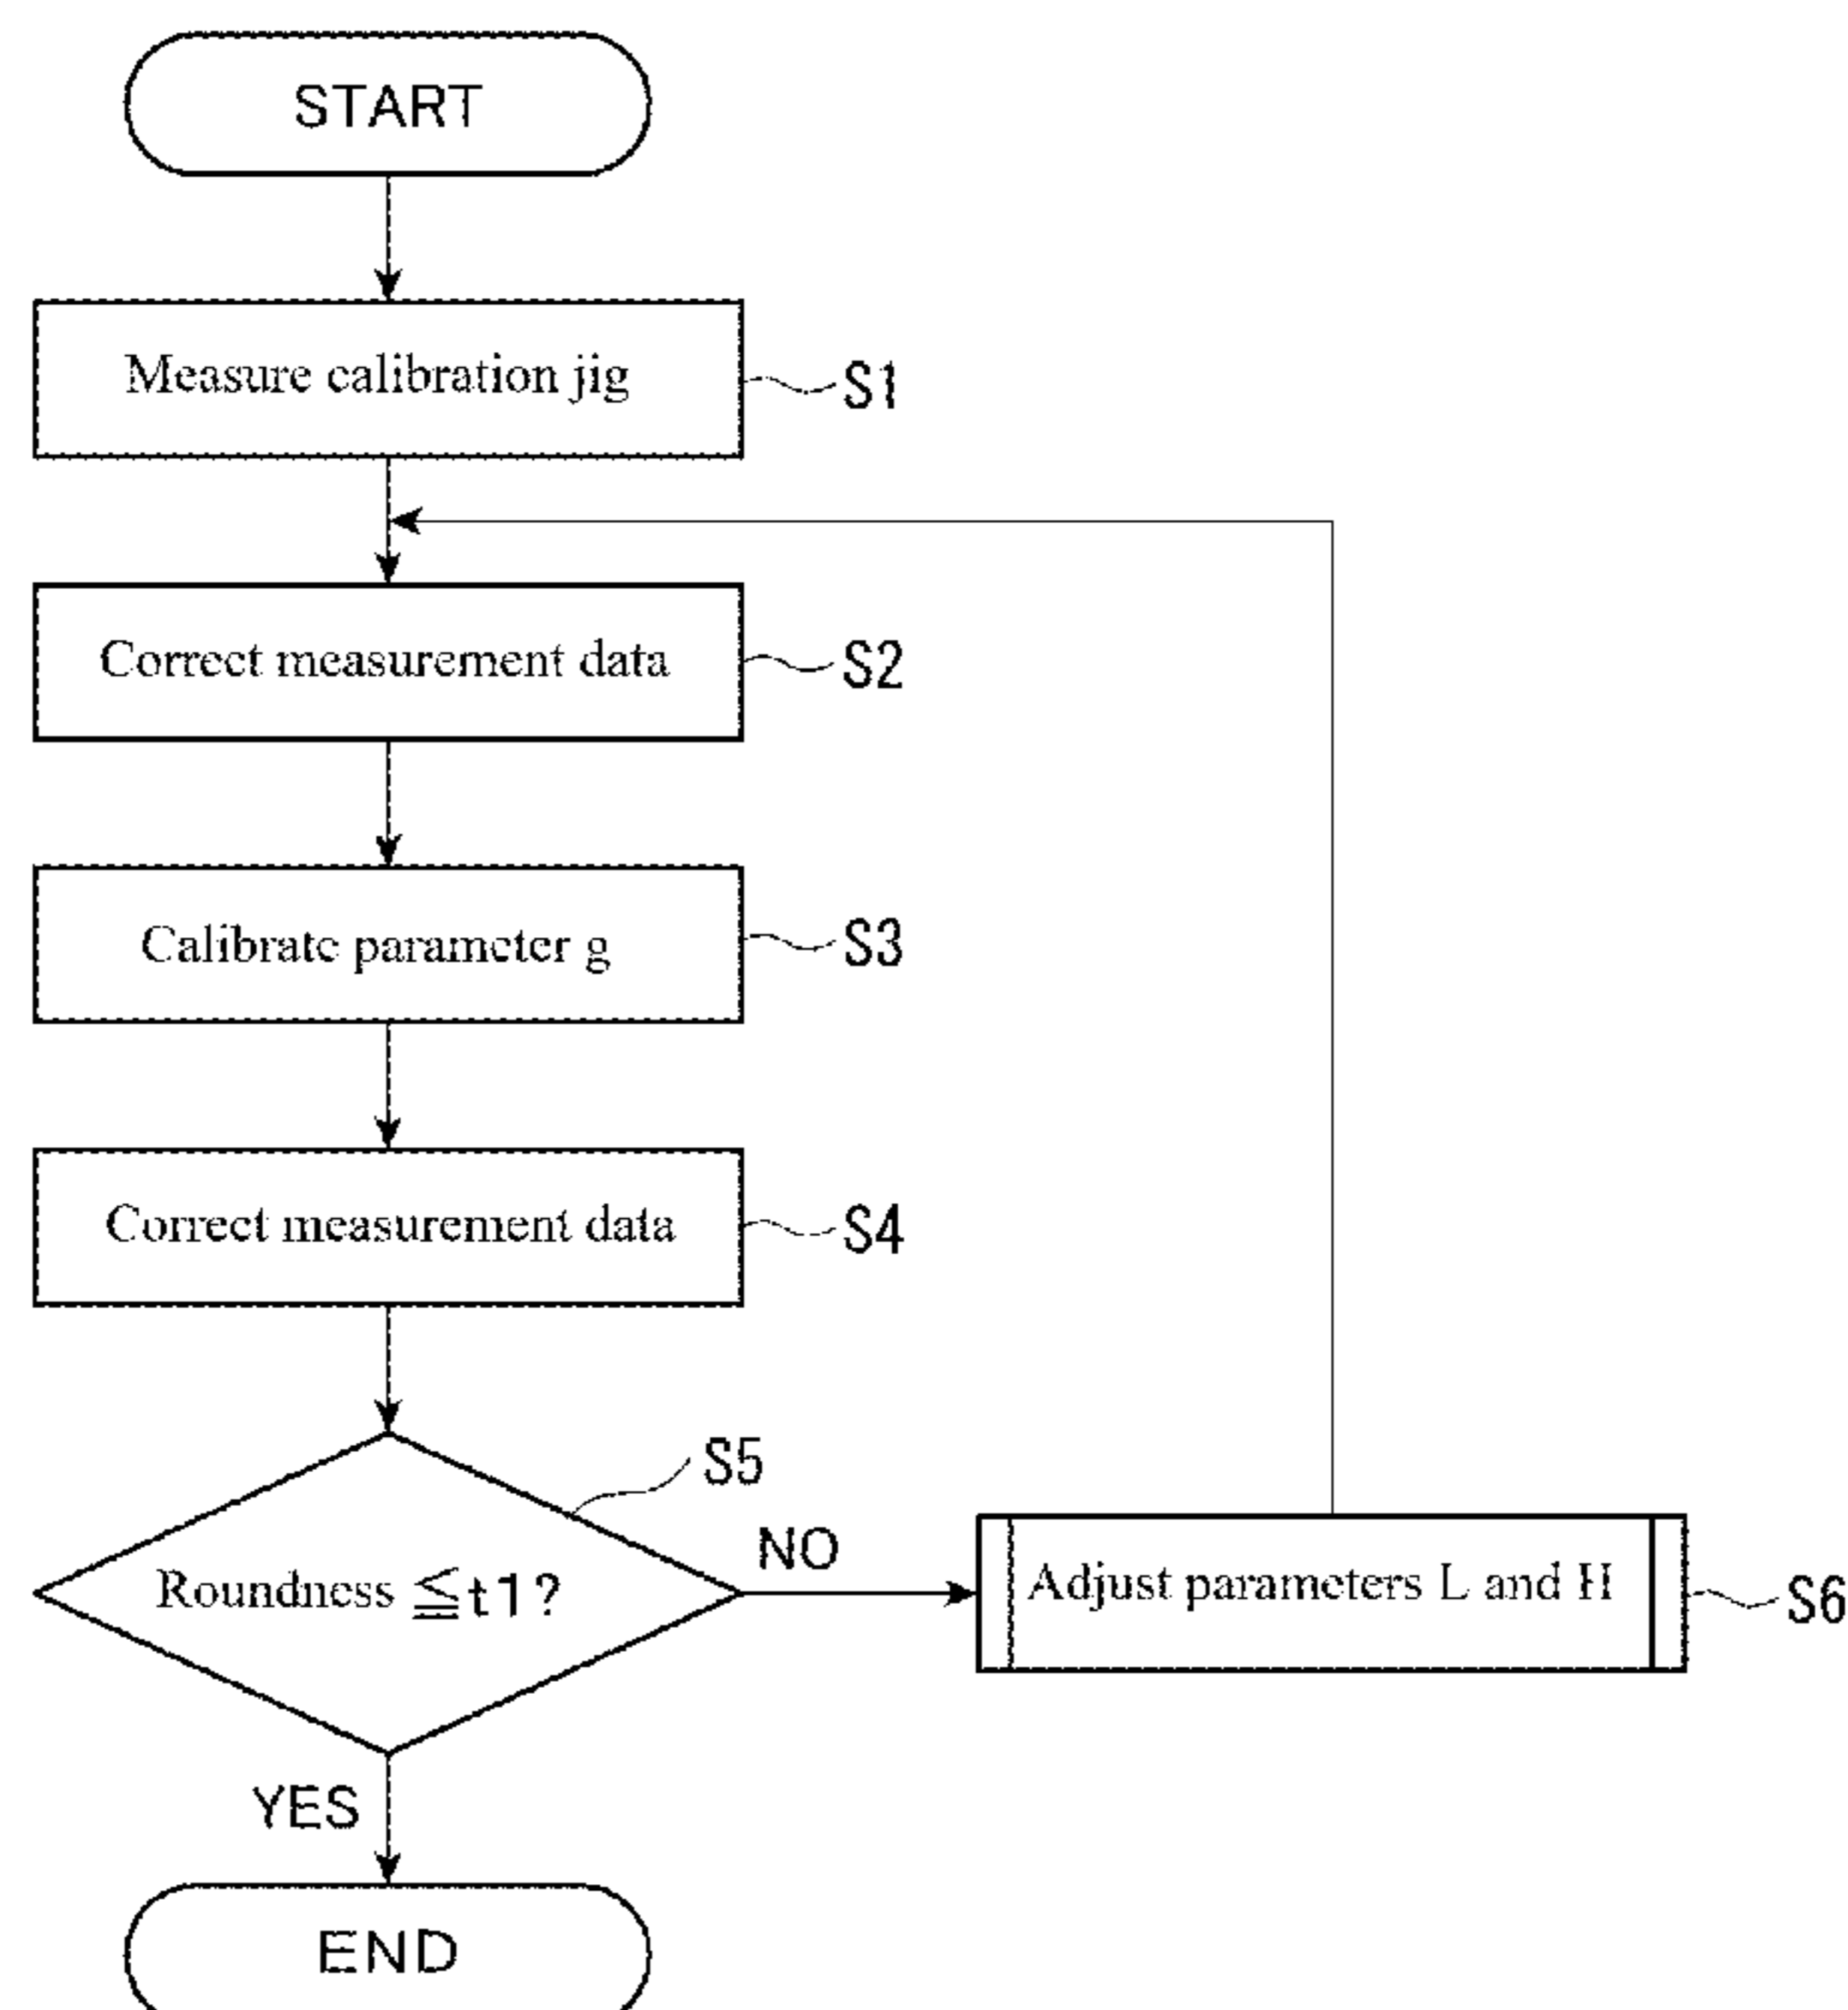 START
Measure calibration jig
S1
Correct measurement data
S2
Calibrate parameter g
S3
Correct measurement data
S4
S5
Roundness ≦t1?
NO
Adjust parameters L and H
S6
YES
END